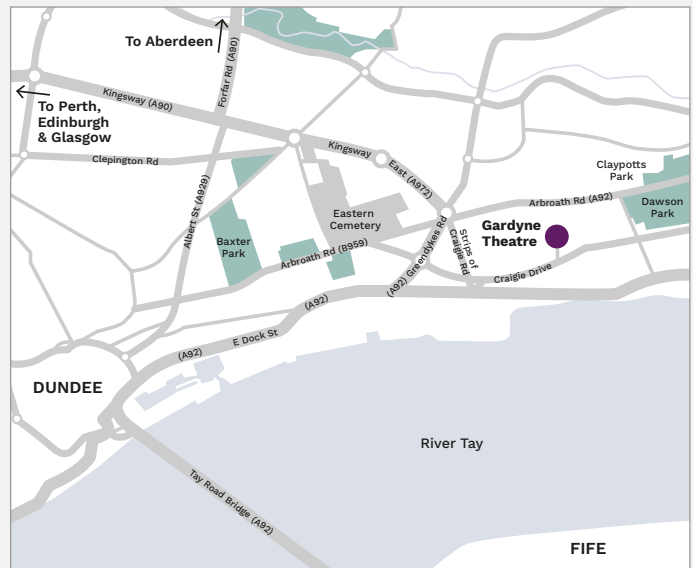 To Aberdeen
Forfar Rd (A90)
To Perth,
Edinburgh
& Glasgow
Kingsway (A90)
Clepington Rd
Kingsway
East (A972)
Claypotts
Park
Arbroath Rd (A92)
Dawson
Park
Albert St (A929)
Eastern
Cemetery
Gardyne
Theatre
Baxter
Park
Arbroath Rd (B959)
(A92) Greendykes Rd
Strips of
Craigie Rd
Craigie Drive
(A92)
E Dock St
(A92)
DUNDEE
River Tay
Tay Road Bridge (A92)
FIFE